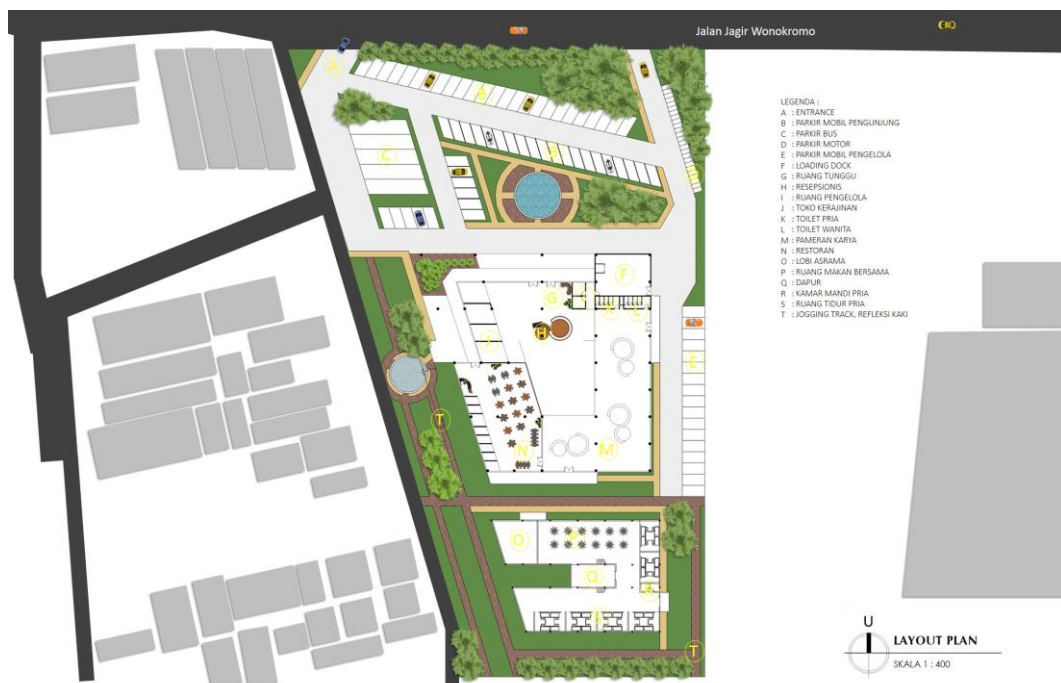 Jalan Jagir Wonokromo
LEGENDA :
A : ENTRANCE
B : PARKIR MOBIL PENGUNJUNG
C : PARKIR BUS
D : PARKIR MOTOR
E : PARKIR MOBIL PENGELOLA
F : LOADING DOCK
G : RUANG TUNGGU
H : RESEPSIONIS
I : RUANG PENGELOLA
J : TOKO KERAJINAN
K : TOILET PRIA
L : TOILET WANITA
M : PAMERAN KARYA
N : RESTORAN
O : LOBI ASRAMA
P : RUANG MAKAN BERSAMA
Q : DAPUR
R : KAMAR MANDI PRIA
S : RUANG TIDUR PRIA
T : JOGGING TRACK, REFLEKSI KAKI
A
B
C
B
D
F
G
I
K
L
H
J
E
T
N
M
O
P
Q
R
S
T
U
LAYOUT PLAN
SKALA 1 : 400